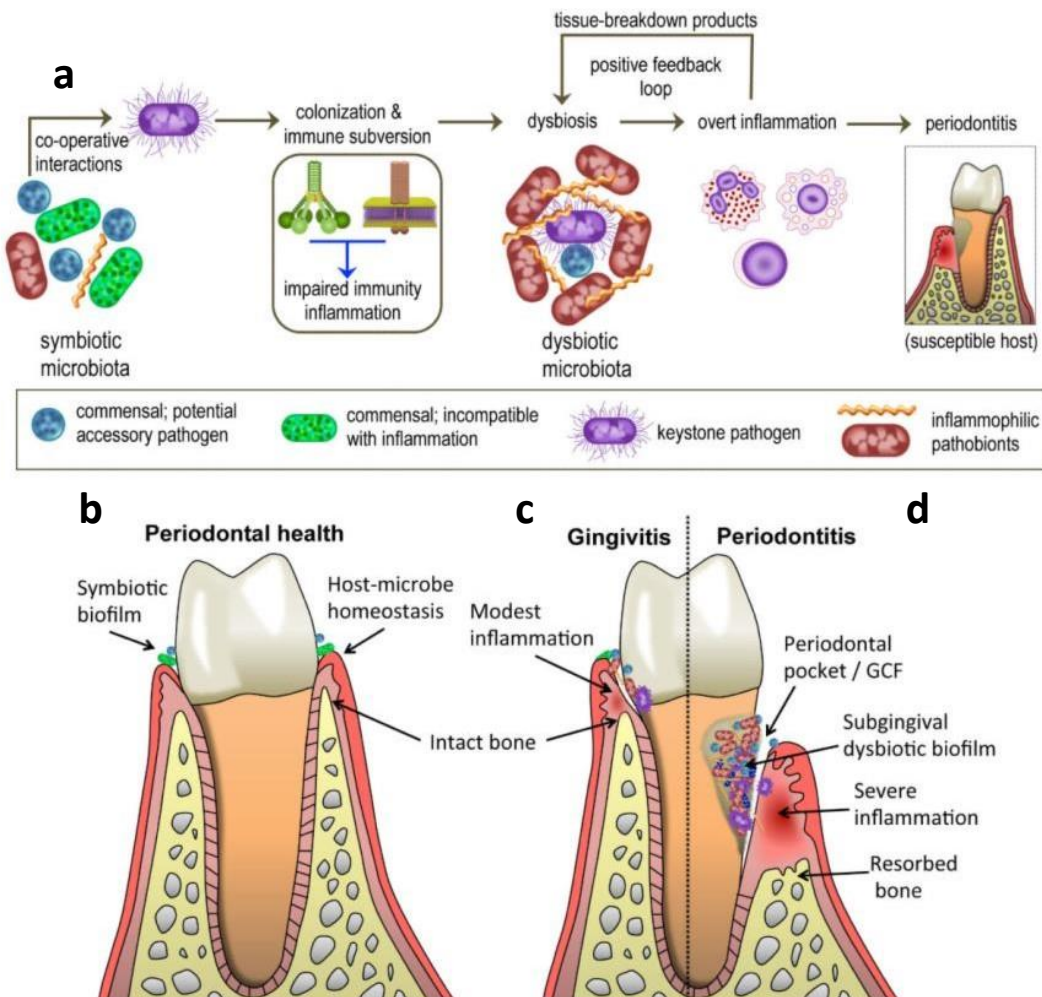 tissue-breakdown products
a
positive feedback
loop
co-operative
interactions
colonization &
immune subversion
dysbiosis
overt inflammation
periodontitis
impaired immunity
inflammation
symbiotic
microbiota
dysbiotic
microbiota
(susceptible host)
commensal; potential
accessory pathogen
commensal; incompatible
with inflammation
keystone pathogen
inflammophilic
pathobionts
b
Periodontal health
Symbiotic
biofilm
Host-microbe
homeostasis
Intact bone
c
Gingivitis
Modest
inflammation
d
Periodontitis
Periodontal
pocket / GCF
Subgingival
dysbiotic biofilm
Severe
inflammation
Resorbed
bone